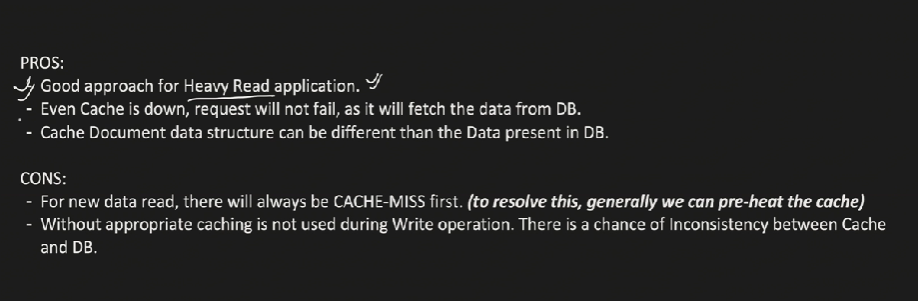 PROS:
Good approach for Heavy Read application.
- Even Cache is down, request will not fail, as it will fetch the data from DB.
- Cache Document data structure can be different than the Data present in DB.
CONS:
- For new data read, there will always be CACHE-MISS first. (to resolve this, generally we can pre-heat the cache)
- Without appropriate caching is not used during Write operation. There is a chance of Inconsistency between Cache
and DB.